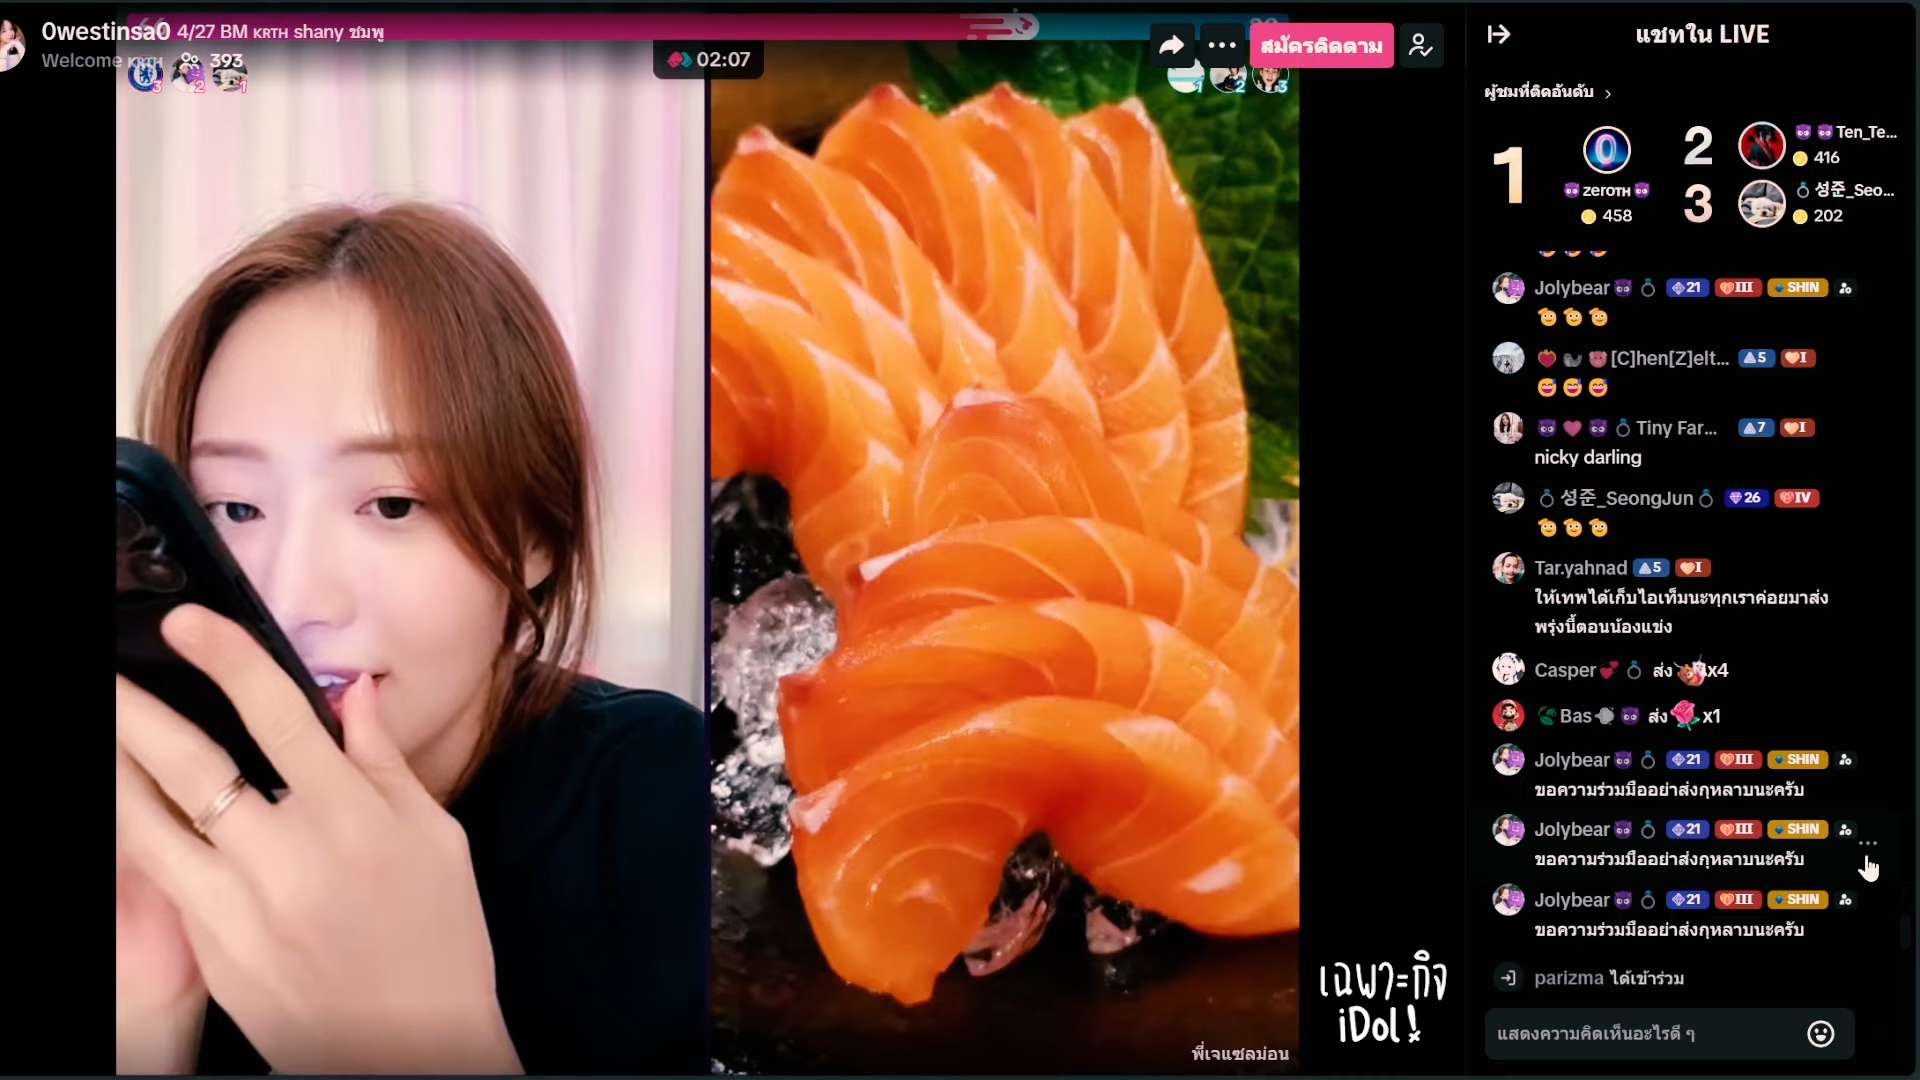 0westinsa0 4/27 BM KRTH shany ชมพู
Welcome KRTH 393
3 2 1
02:07
สมัครติดตาม
1 2 3
แชทใน LIVE
ผู้ชมที่ติดอันดับ
1
zeroTH
458
2
Ten_Te...
416
3
성준_Seo...
202
Jolybear 21 III SHIN
[C]hen[Z]elt... 5 I
Tiny Far... 7 I
nicky darling
성준_SeongJun 26 IV
Tar.yahnad 5 I
ให้เทพได้เก็บไอเท็มนะทุกเราค่อยมาส่ง
พรุ่งนี้ตอนน้องแข่ง
Casper ส่ง x4
Bas ส่ง x1
Jolybear 21 III SHIN
ขอความร่วมมืออย่าส่งกุหลาบนะครับ
Jolybear 21 III SHIN
ขอความร่วมมืออย่าส่งกุหลาบนะครับ
Jolybear 21 III SHIN
ขอความร่วมมืออย่าส่งกุหลาบนะครับ
parizma ได้เข้าร่วม
แสดงความคิดเห็นอะไรดี ๆ
เฉพาะกิจ
iDol!
พี่เจแซลม่อน